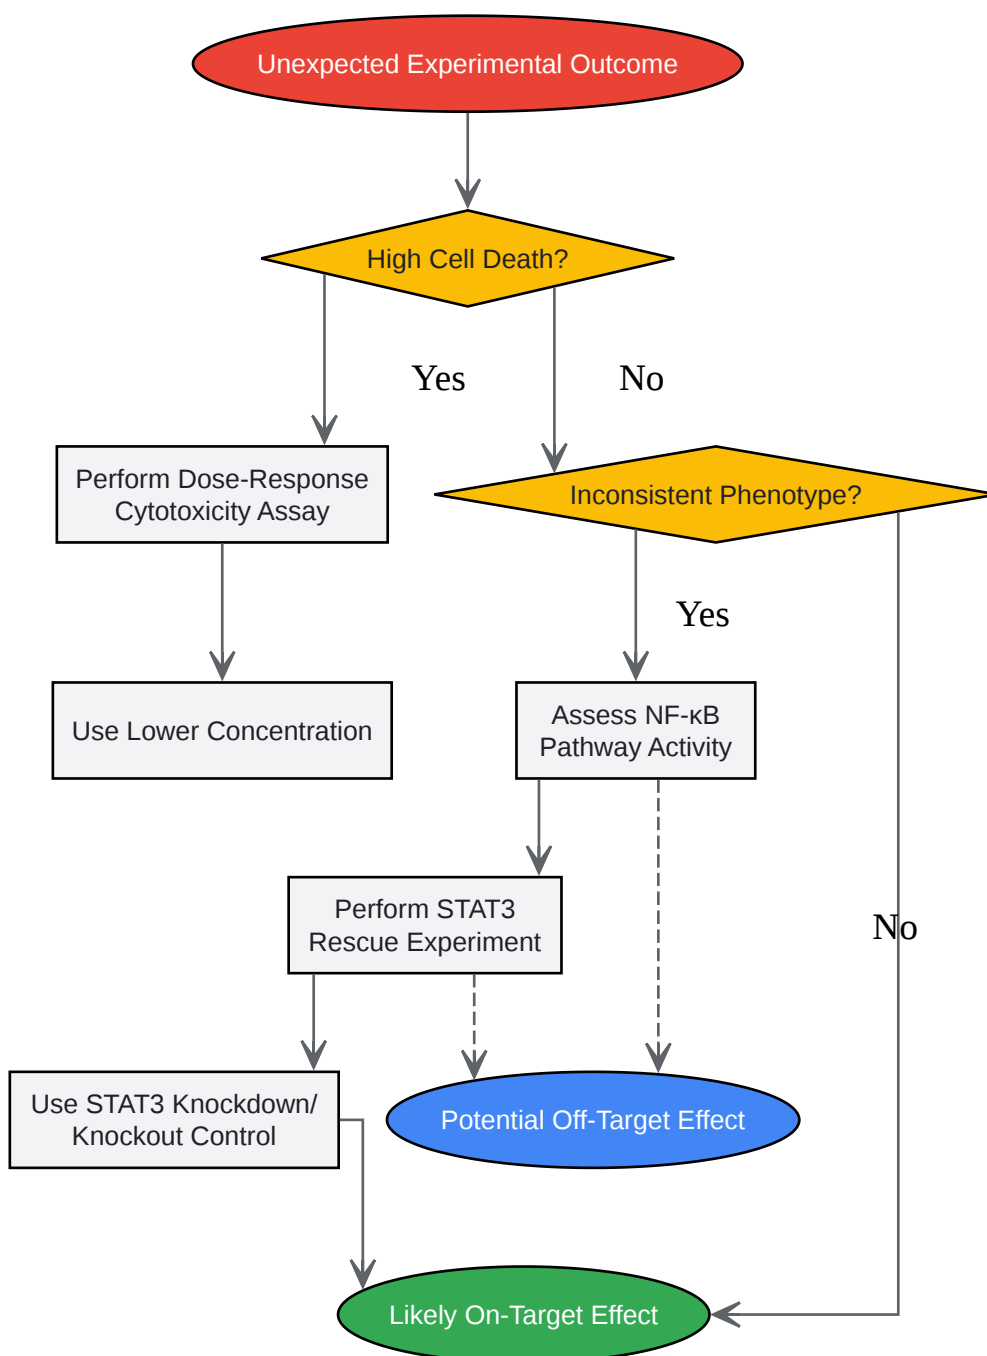 Unexpected Experimental Outcome
High Cell Death?
Yes
No
Perform Dose-Response
Cytotoxicity Assay
Inconsistent Phenotype?
Yes
Use Lower Concentration
Assess NF-κB
Pathway Activity
Perform STAT3
Rescue Experiment
No
Use STAT3 Knockdown/
Knockout Control
Potential Off-Target Effect
Likely On-Target Effect